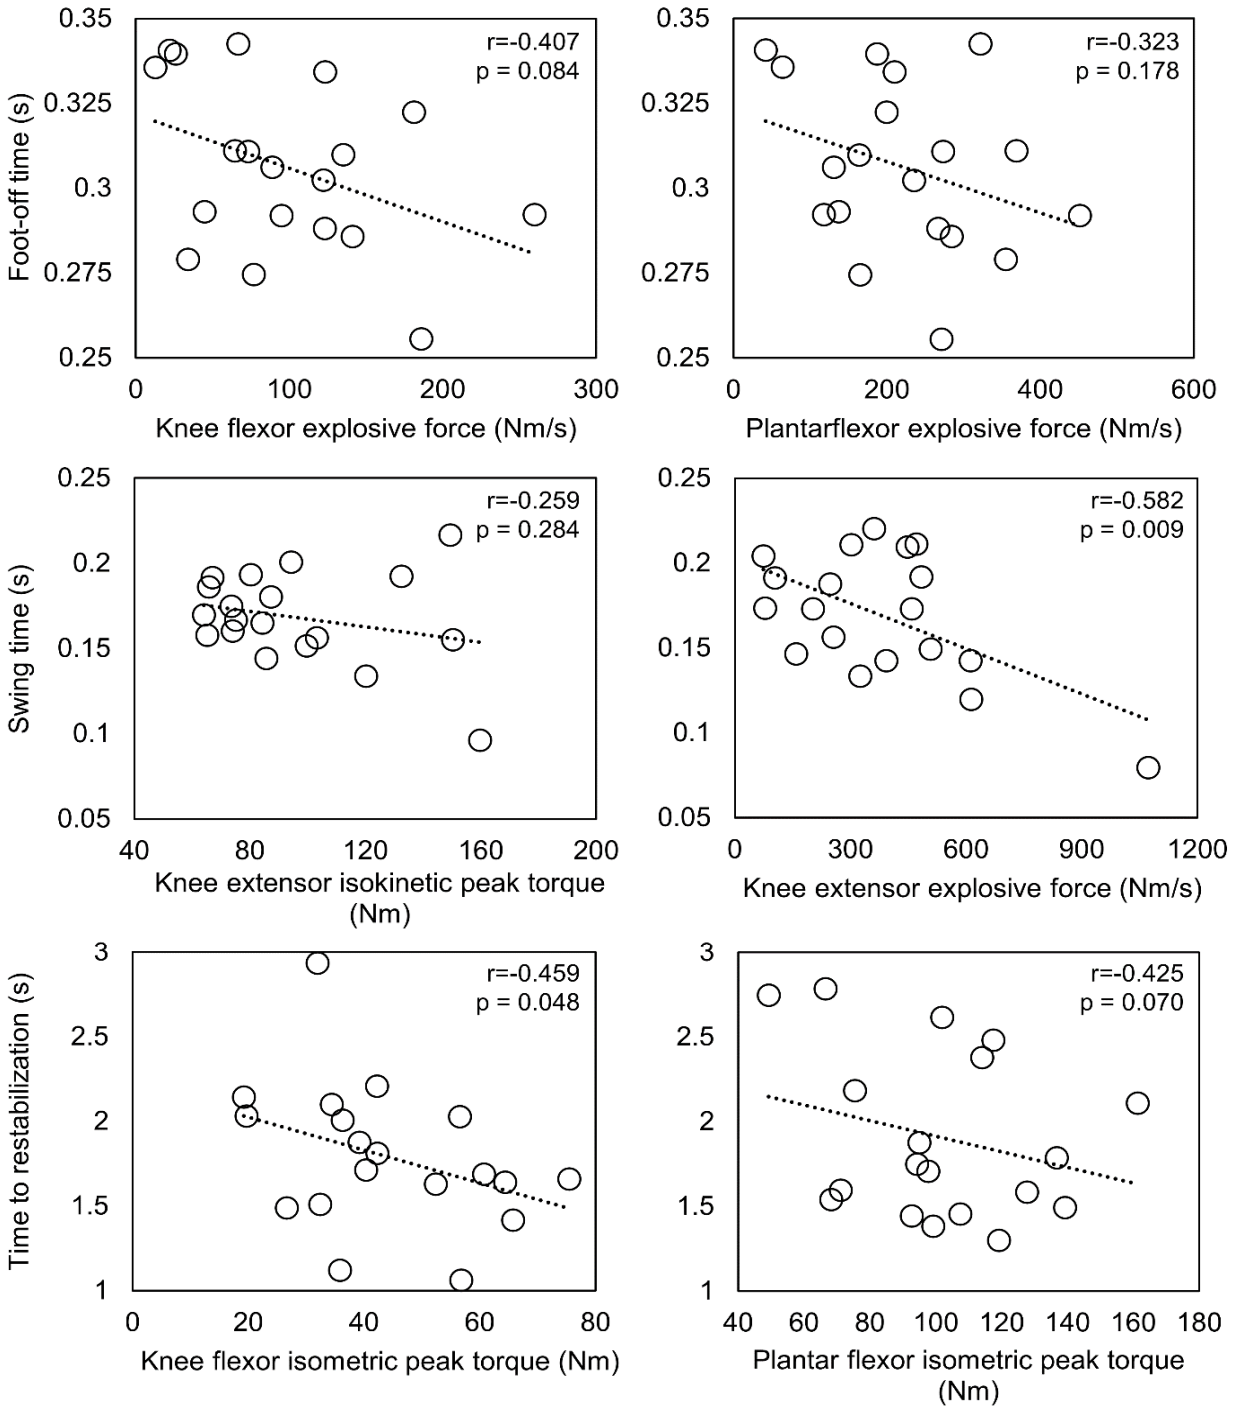 0.35
0.325
0.3
0.275
0.25
Foot-off time (s)
r=-0.407
p = 0.084
0 100 200 300
Knee flexor explosive force (Nm/s)
0.35
0.325
0.3
0.275
0.25
r=-0.323
p = 0.178
0 200 400 600
Plantarflexor explosive force (Nm/s)
0.25
0.2
0.15
0.1
0.05
Swing time (s)
r=-0.259
p = 0.284
40 80 120 160 200
Knee extensor isokinetic peak torque
(Nm)
0.25
0.2
0.15
0.1
0.05
r=-0.582
p = 0.009
0 300 600 900 1200
Knee extensor explosive force (Nm/s)
3
2.5
2
1.5
1
Time to restabilization (s)
r=-0.459
p = 0.048
0 20 40 60 80
Knee flexor isometric peak torque (Nm)
3
2.5
2
1.5
1
r=-0.425
p = 0.070
40 60 80 100 120 140 160 180
Plantar flexor isometric peak torque
(Nm)